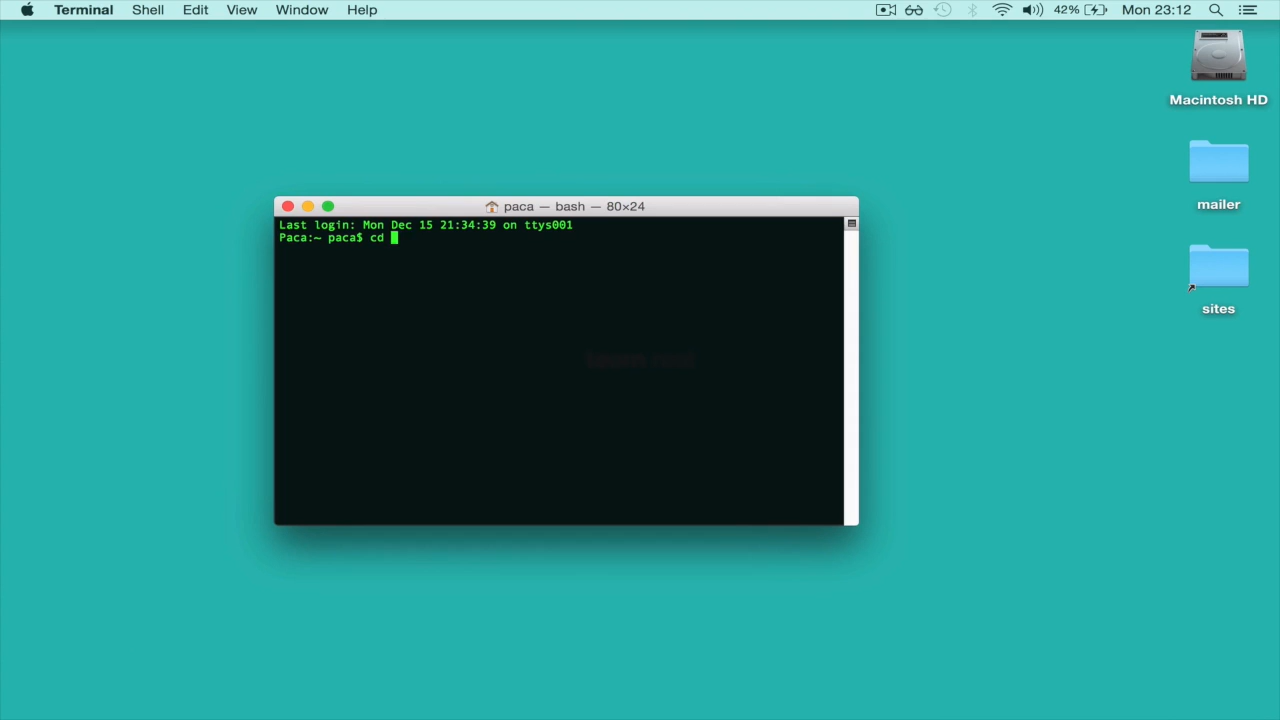 Terminal Shell Edit View Window Help 42% Mon 23:12
Macintosh HD
mailer
sites
paca — bash — 80×24
Last login: Mon Dec 15 21:34:39 on ttys001
Paca:~ paca$ cd